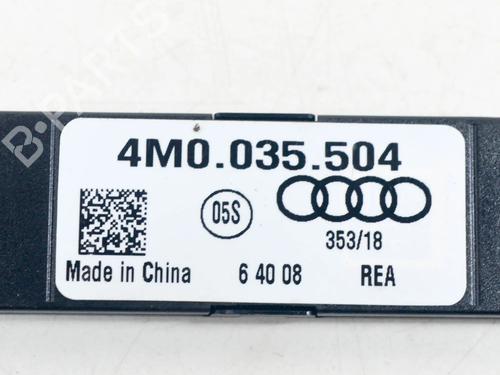 B-PARTS
4M0.035.504
05S
353/18
Made in China 6 40 08 REA